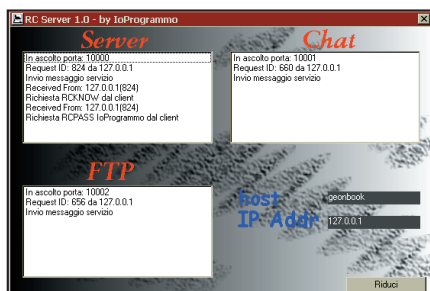 RC Server 1.0 - by IoProgrammo
Server
In ascolto porta: 10000
Request ID: 824 da 127.0.0.1
Invio messaggio servizio
Received From: 127.0.0.1(824)
Richiesta RCKNOW dal client
Received From: 127.0.0.1(824)
Richiesta RCPASS IoProgrammo dal client
Chat
In ascolto porta: 10001
Request ID: 660 da 127.0.0.1
Invio messaggio servizio
FTP
In ascolto porta: 10002
Request ID: 656 da 127.0.0.1
Invio messaggio servizio
host
geonbook
IP Addr
127.0.0.1
Riduci